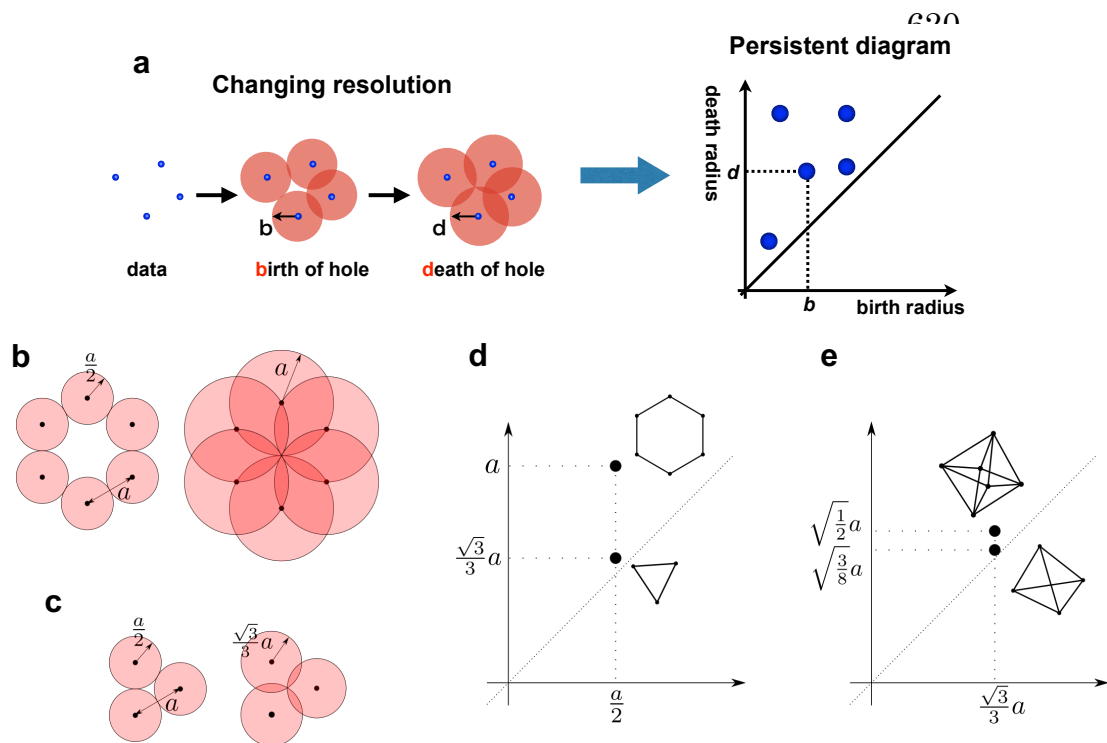 a
Changing resolution
Persistent diagram
death radius
d
b
d
data
birth of hole
death of hole
b
birth radius
b
a/2
a
a
c
a/2
a
√3/3 a
d
a
√3/3 a
a/2
e
√1/2 a
√3/8 a
√3/3 a